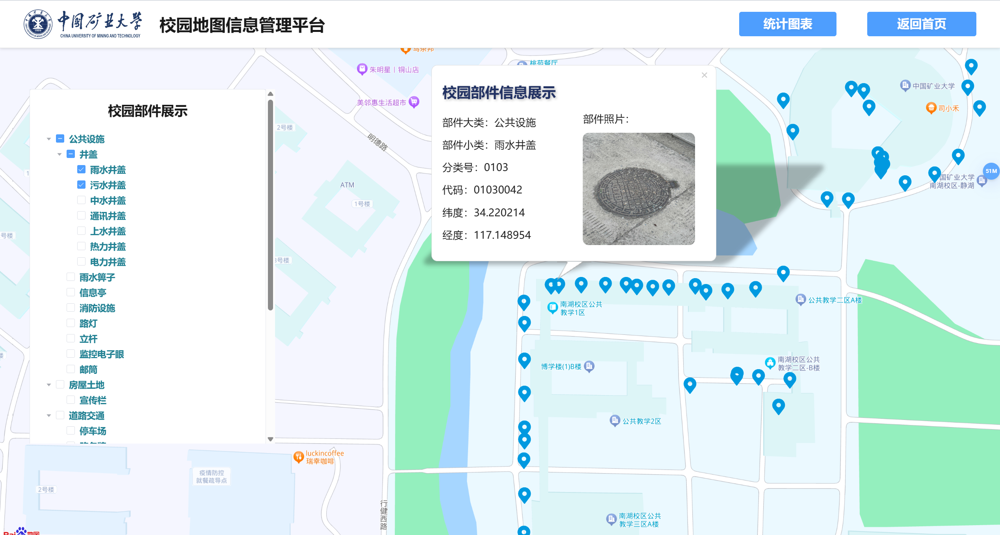 中国矿业大学
CHINA UNIVERSITY OF MINING AND TECHNOLOGY
1909
校园地图信息管理平台
统计图表
返回首页
朱明星丨铜山店
美邻惠生活超市
桃苑餐厅
中国矿业大学
司小禾
校园部件展示
公共设施
井盖
雨水井盖
污水井盖
中水井盖
通讯井盖
上水井盖
热力井盖
电力井盖
雨水箅子
信息亭
消防设施
路灯
立杆
监控电子眼
邮筒
房屋土地
宣传栏
道路交通
停车场
校园部件信息展示
部件大类：公共设施
部件小类：雨水井盖
分类号：0103
代码：01030042
纬度：34.220214
经度：117.148954
部件照片：
2号楼
明德路
ATM
1号楼
3号楼
号楼
51M
国矿业大学
南湖校区-静湖
南湖校区公共
教学1区
公共教学二区A楼
博学楼(1)B楼
南湖校区公共
教学二区-B楼
公共教学2区
luckincoffee
瑞幸咖啡
疫情防控
就餐疏导点
2号楼
行健西路
南湖校区公共
教学三区A楼
Bai 地图